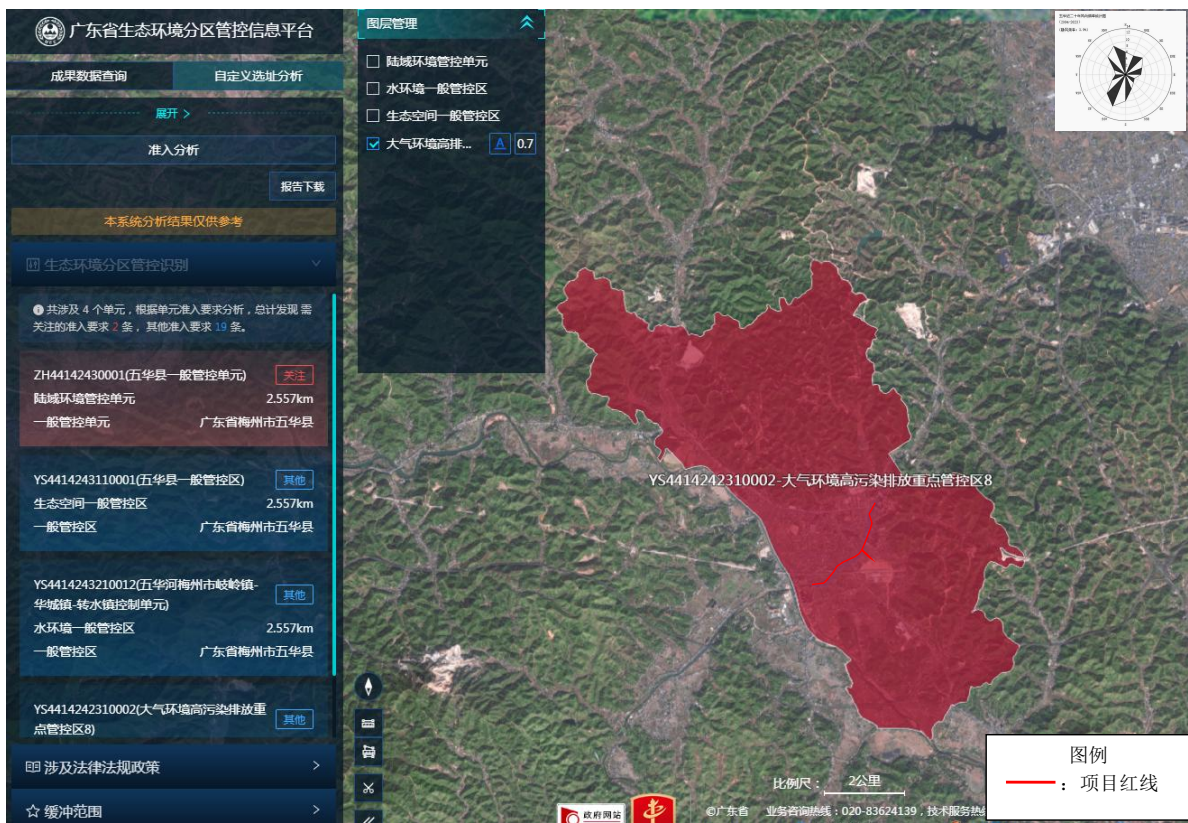 广东省生态环境分区管控信息平台
成果数据查询
自定义选址分析
展开 >
准入分析
报告下载
本系统分析结果仅供参考
生态环境分区管控识别
共涉及 4 个单元，根据单元准入要求分析，总计发现 需
关注的准入要求 2 条， 其他准入要求 19 条。
ZH44142430001(五华县一般管控单元)
关注
陆域环境管控单元
2.557km
一般管控单元
广东省梅州市五华县
YS4414243110001(五华县一般管控区)
其他
生态空间一般管控区
2.557km
一般管控区
广东省梅州市五华县
YS4414243210012(五华河梅州市岐岭镇-
华城镇-转水镇控制单元)
其他
水环境一般管控区
2.557km
一般管控区
广东省梅州市五华县
YS4414242310002(大气环境高污染排放重
点管控区8)
其他
涉及法律法规政策
缓冲范围
图层管理
陆域环境管控单元
水环境一般管控区
生态空间一般管控区
大气环境高排...
A
0.7
YS4414242310002-大气环境高污染排放重点管控区8
比例尺：
2公里
政府网站
©广东省
业务咨询热线：020-83624139，技术服务热
图例
：项目红线